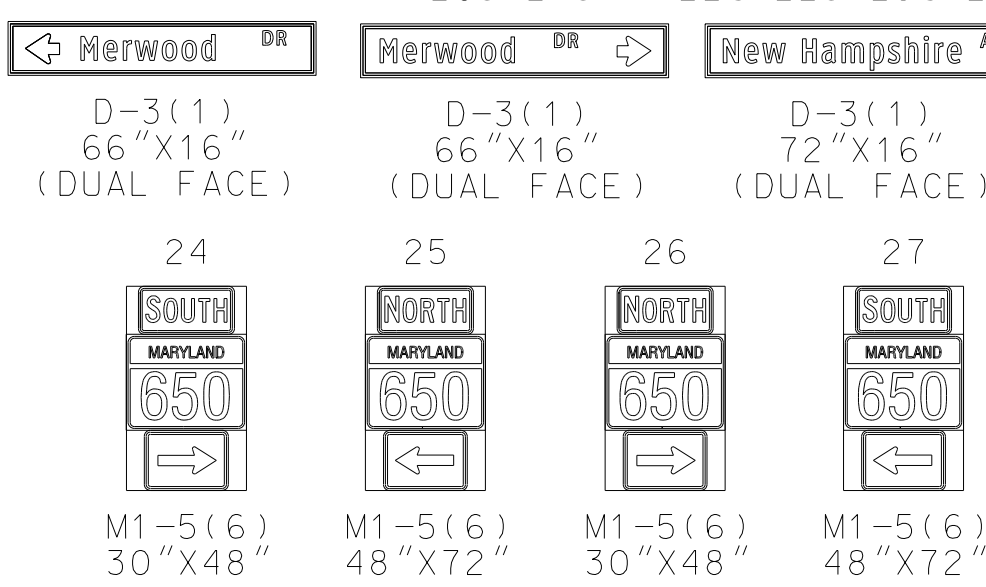 Merwood DR
Merwood DR
New Hampshire
D-3(1)
66"X16"
(DUAL FACE)
D-3(1)
66"X16"
(DUAL FACE)
D-3(1)
72"X16"
(DUAL FACE)
24
25
26
27
SOUTH
MARYLAND
650
NORTH
MARYLAND
650
NORTH
MARYLAND
650
SOUTH
MARYLAND
650
M1-5(6)
30"X48"
M1-5(6)
48"X72"
M1-5(6)
30"X48"
M1-5(6)
48"X72"